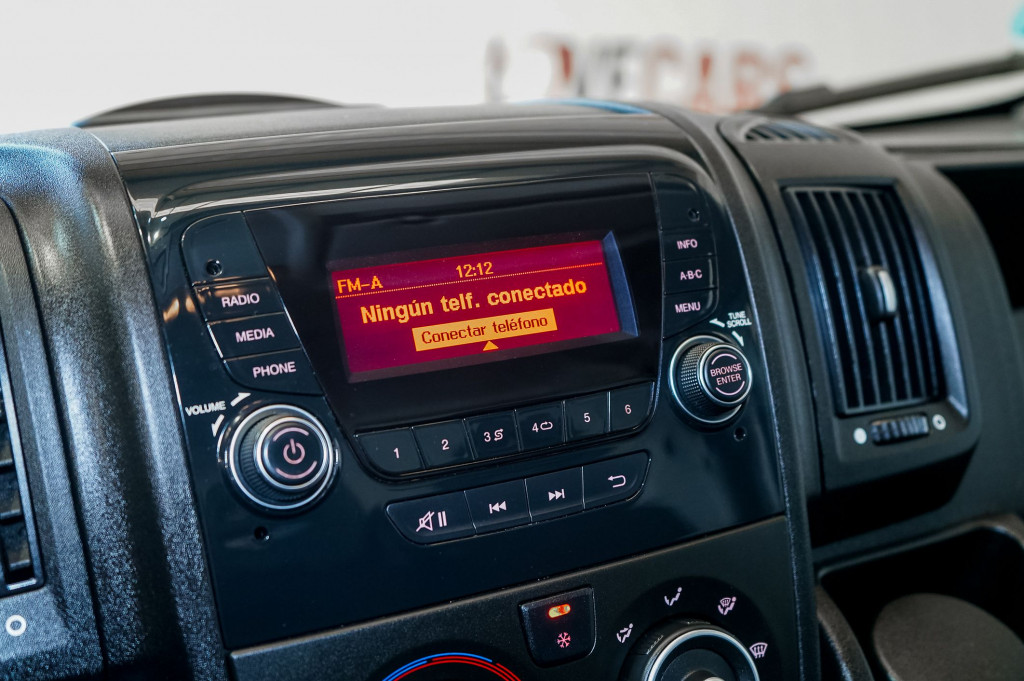 CARS
RADIO
MEDIA
PHONE
VOLUME
FM-A
12:12
Ningún telf. conectado
Conectar teléfono
INFO
A·B·C
MENU
TUNE
SCROLL
BROWSE
ENTER
1
2
3
4
5
6